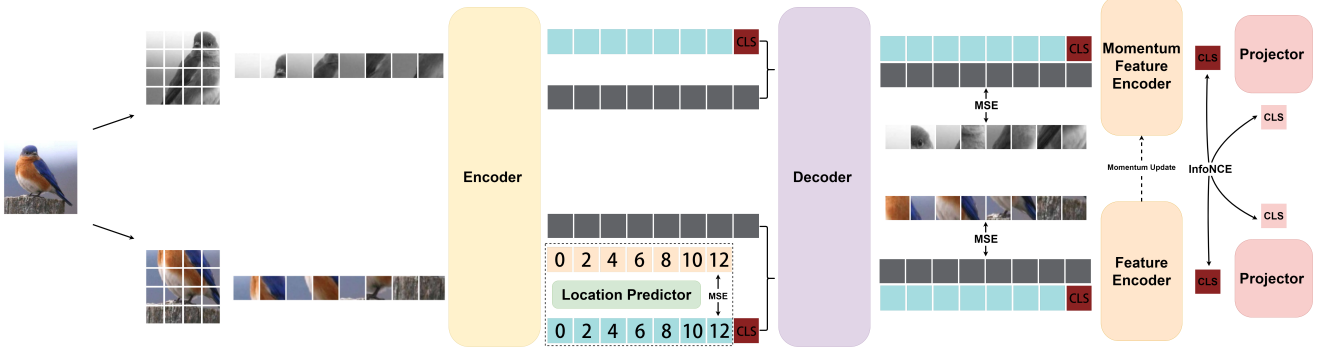 CLS
CLS
Momentum
Feature
Encoder
CLS
Projector
MSE
CLS
Encoder
Decoder
Momentum Update
InfoNCE
CLS
MSE
0 2 4 6 8 10 12
Location Predictor
MSE
Feature
Encoder
CLS
Projector
0 2 4 6 8 10 12 CLS
CLS